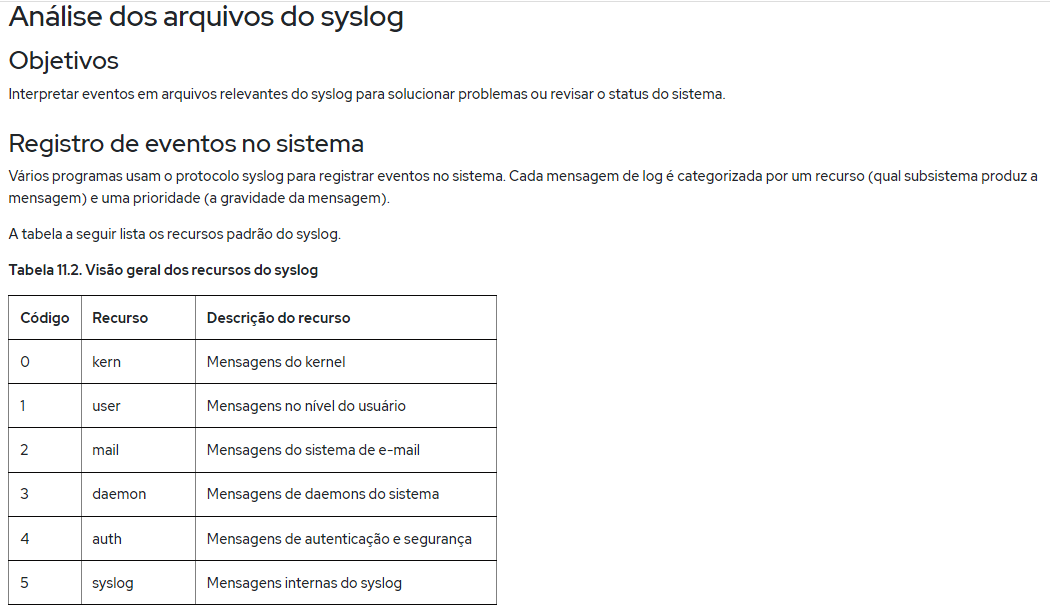 Análise dos arquivos do syslog
Objetivos
Interpretar eventos em arquivos relevantes do syslog para solucionar problemas ou revisar o status do sistema.
Registro de eventos no sistema
Vários programas usam o protocolo syslog para registrar eventos no sistema. Cada mensagem de log é categorizada por um recurso (qual subsistema produz a
mensagem) e uma prioridade (a gravidade da mensagem).
A tabela a seguir lista os recursos padrão do syslog.
Tabela 11.2. Visão geral dos recursos do syslog
Código Recurso Descrição do recurso
0 kern Mensagens do kernel
1 user Mensagens no nível do usuário
2 mail Mensagens do sistema de e-mail
3 daemon Mensagens de daemons do sistema
4 auth Mensagens de autenticação e segurança
5 syslog Mensagens internas do syslog